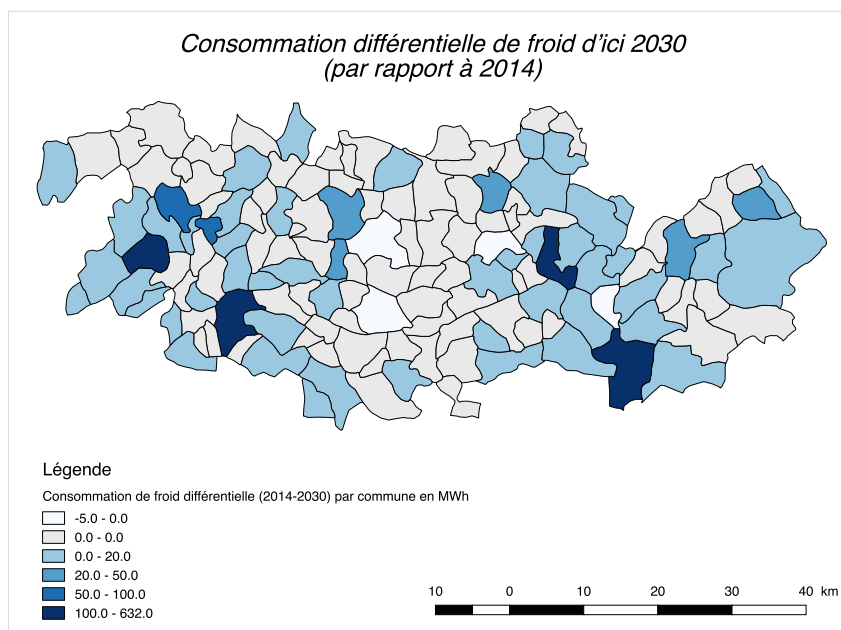 Consommation différentielle de froid d'ici 2030
(par rapport à 2014)
Légende
Consommation de froid différentielle (2014-2030) par commune en MWh
-5.0 - 0.0
0.0 - 0.0
0.0 - 20.0
20.0 - 50.0
50.0 - 100.0
100.0 - 632.0
10 0 10 20 30 40 km